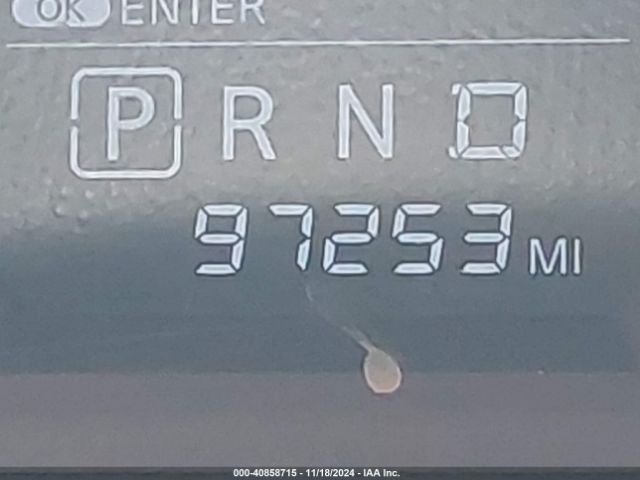 OK ENTER
P R N D
97253 MI
000-40858715 - 11/18/2024 - IAA Inc.